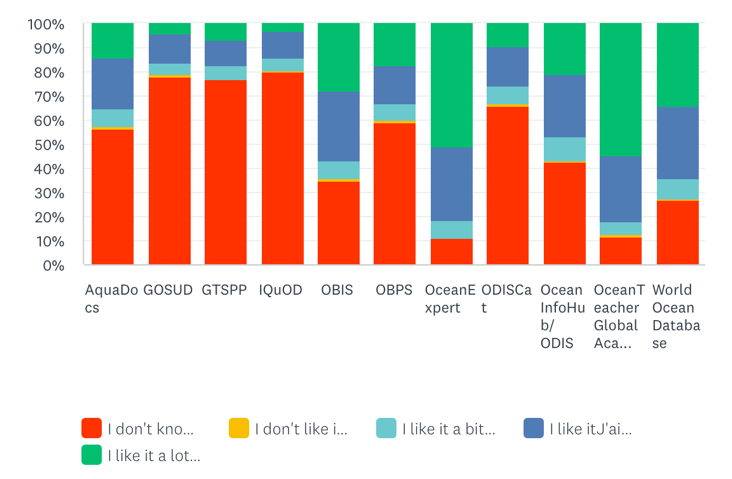 100%
90%
80%
70%
60%
50%
40%
30%
20%
10%
0%
AquaDo
cs
GOSUD
GTSPP
IQuOD
OBIS
OBPS
OceanE
xpert
ODISCa
t
Ocean
InfoHu
b/
ODIS
OceanT
eacher
Global
Aca...
World
Ocean
Databa
se
I don't kno...
I don't like i...
I like it a bit...
I like itJ'ai...
I like it a lot...